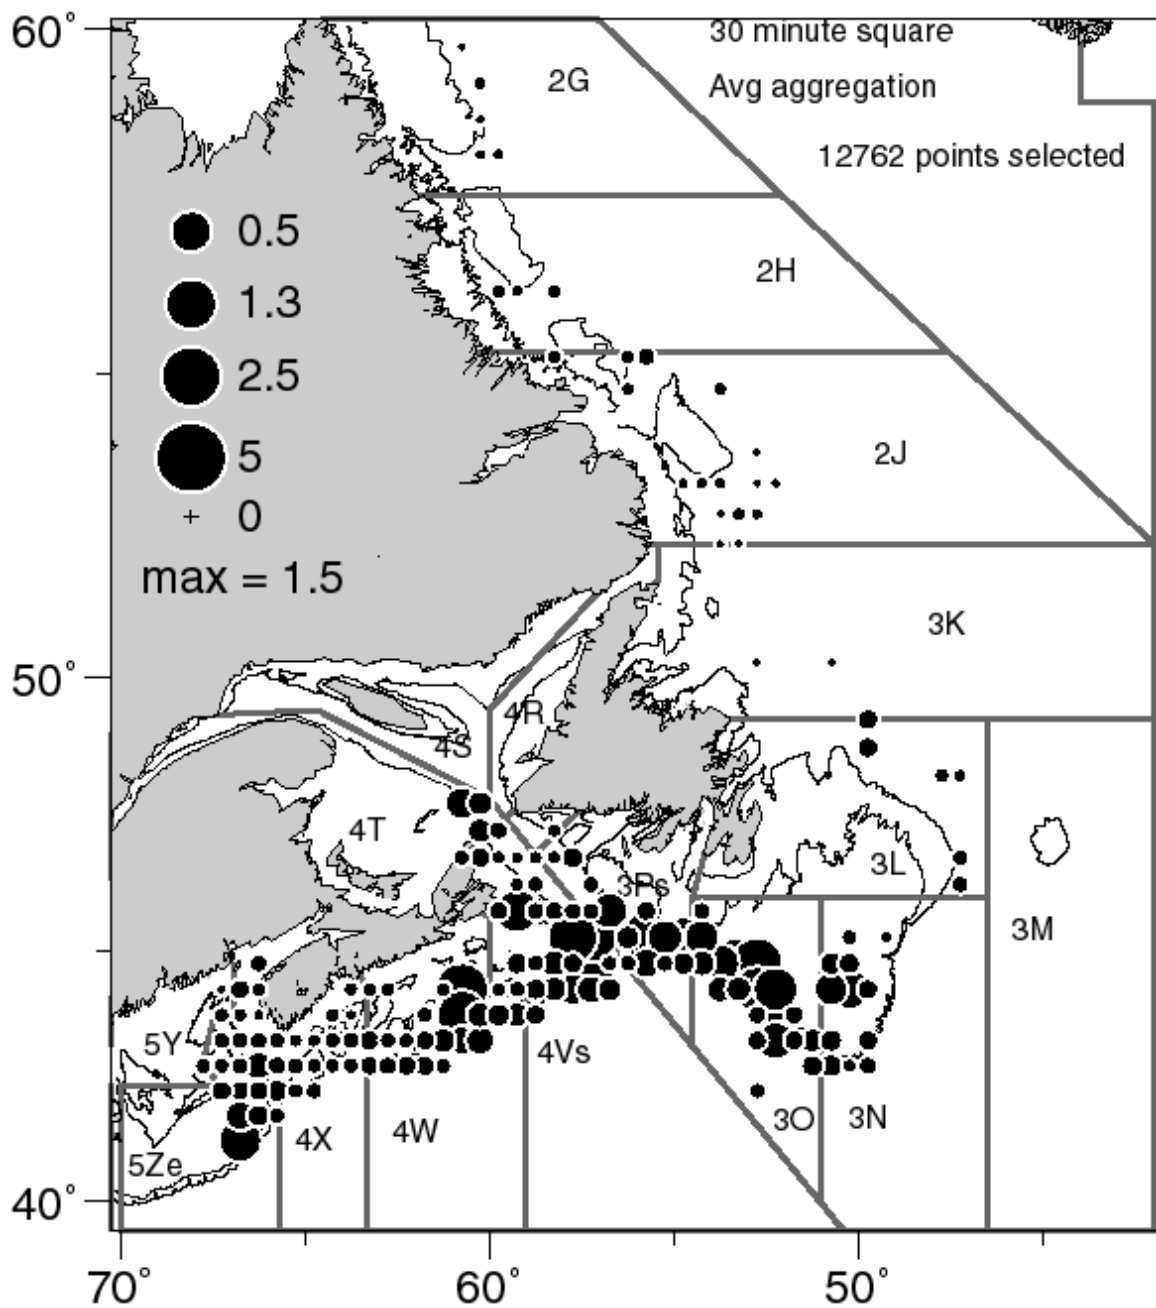 60°
30 minute square
2G
Avg aggregation
12762 points selected
0.5
2H
1.3
2.5
2J
5
0
max = 1.5
3K
50°
4R
4S
4T
3L
3Ps
3M
5Y
4Vs
3O
3N
4W
4X
5Ze
40°
70°
60°
50°